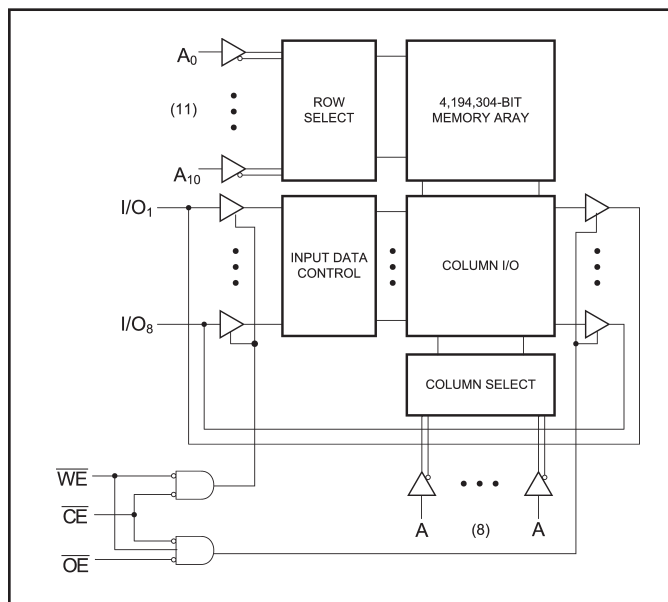 A0
(11)
A10
ROW
SELECT
4,194,304-BIT
MEMORY ARAY
I/O1
I/O8
INPUT DATA
CONTROL
COLUMN I/O
COLUMN SELECT
WE
CE
OE
A
(8)
A